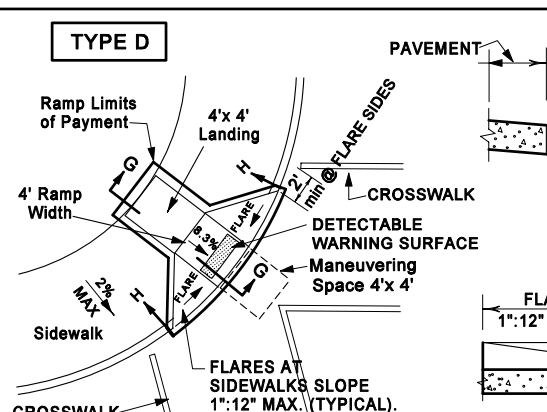 TYPE D
PAVEMENT
Ramp Limits
of Payment
4'x 4'
Landing
G
H
2'
min @ FLARE SIDES
CROSSWALK
4' Ramp
Width
FLARE
8.3%
DETECTABLE
WARNING SURFACE
G
Maneuvering
Space 4'x 4'
2%
MAX
H
FLARE
Sidewalk
FLARES AT
SIDEWALKS SLOPE
1":12" MAX. (TYPICAL).
CROSSWALK
FLA
1":12"